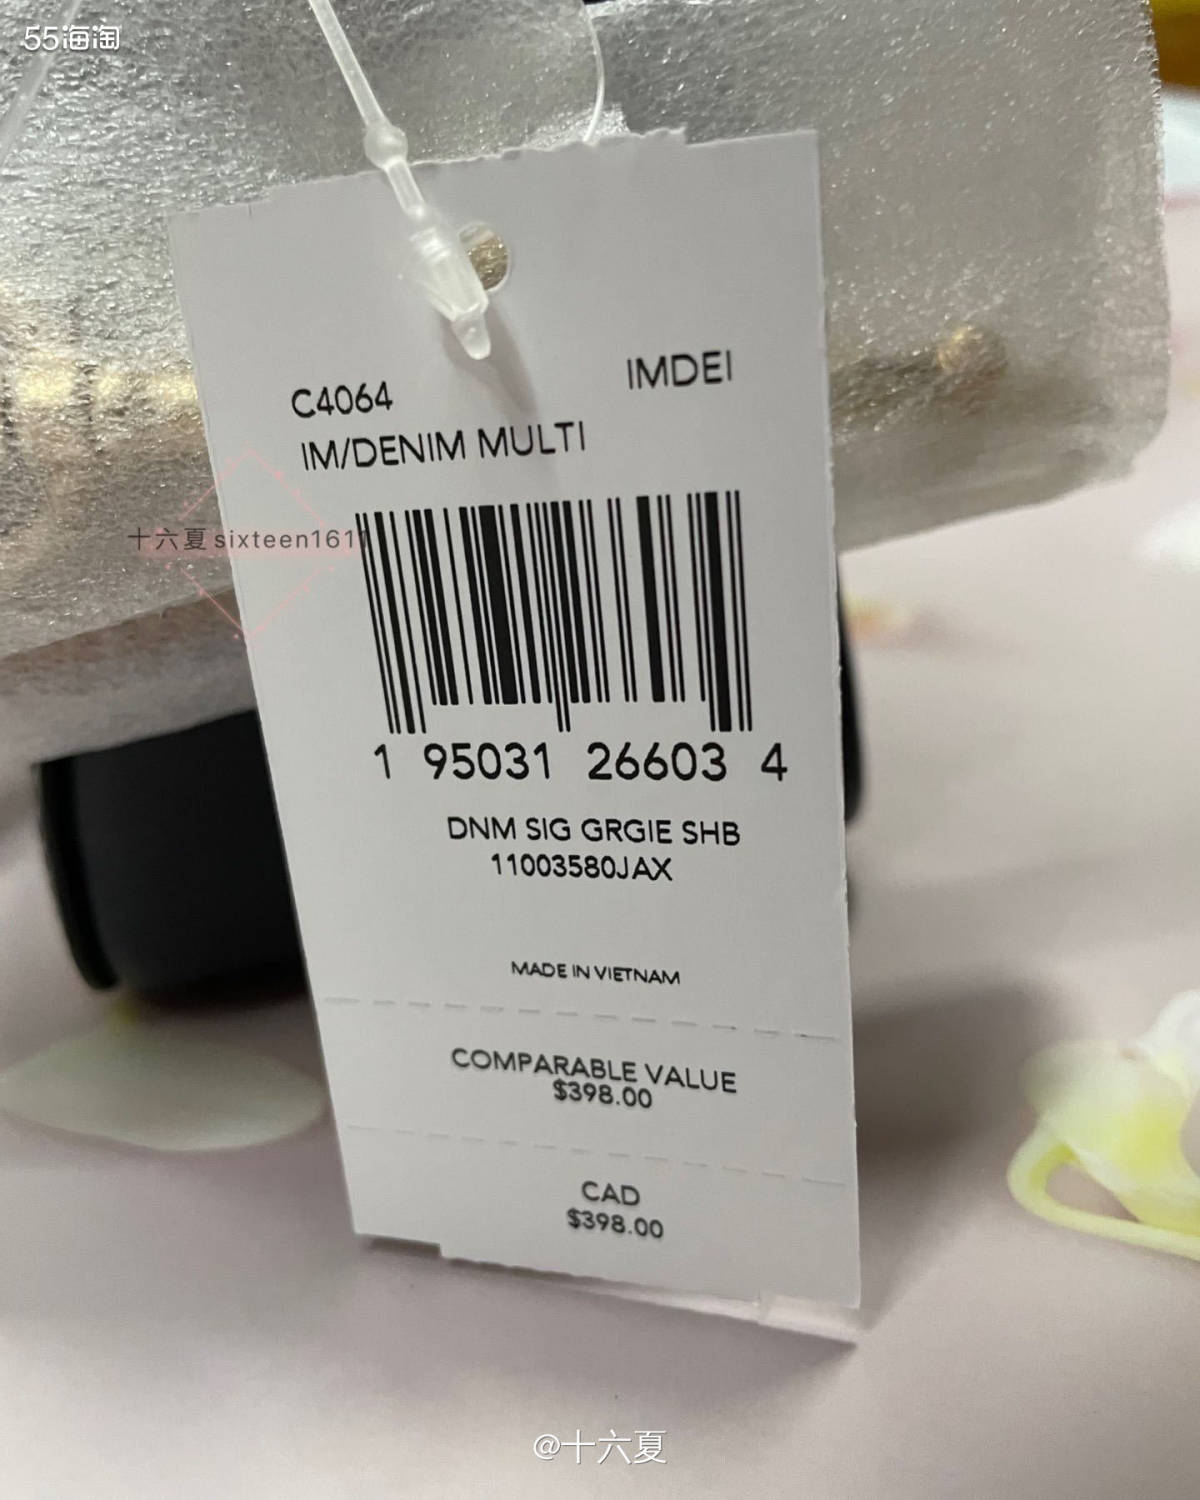 55海淘
C4064
IMDEI
IM/DENIM MULTI
十六夏 sixteen1611
1 95031 26603 4
DNM SIG GRGIE SHB
11003580JAX
MADE IN VIETNAM
COMPARABLE VALUE
$398.00
CAD
$398.00
@十六夏